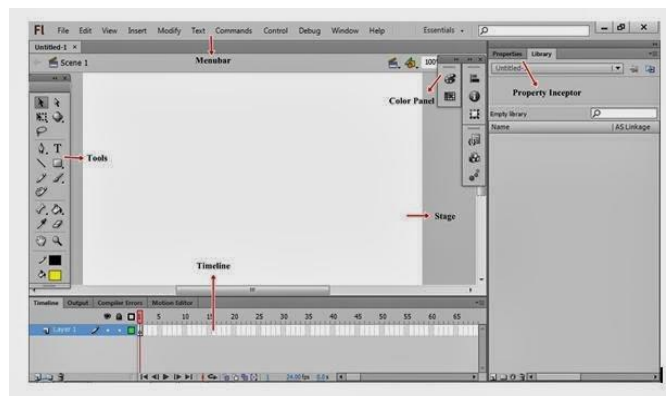 Fl File Edit View Insert Modify Text Commands Control Debug Window Help Essentials
Untitled-1 ×
Scene 1
Menubar
100%
Properties Library
Untitled-
Color Panel
Property Inceptor
Empty library
Name AS Linkage
T
Tools
Stage
Timeline
Timeline Output Compiler Errors Motion Editor
5 10 15 20 25 30 35 40 45 50 55 60 65
Layer 1
24.00 fps 0.0 s